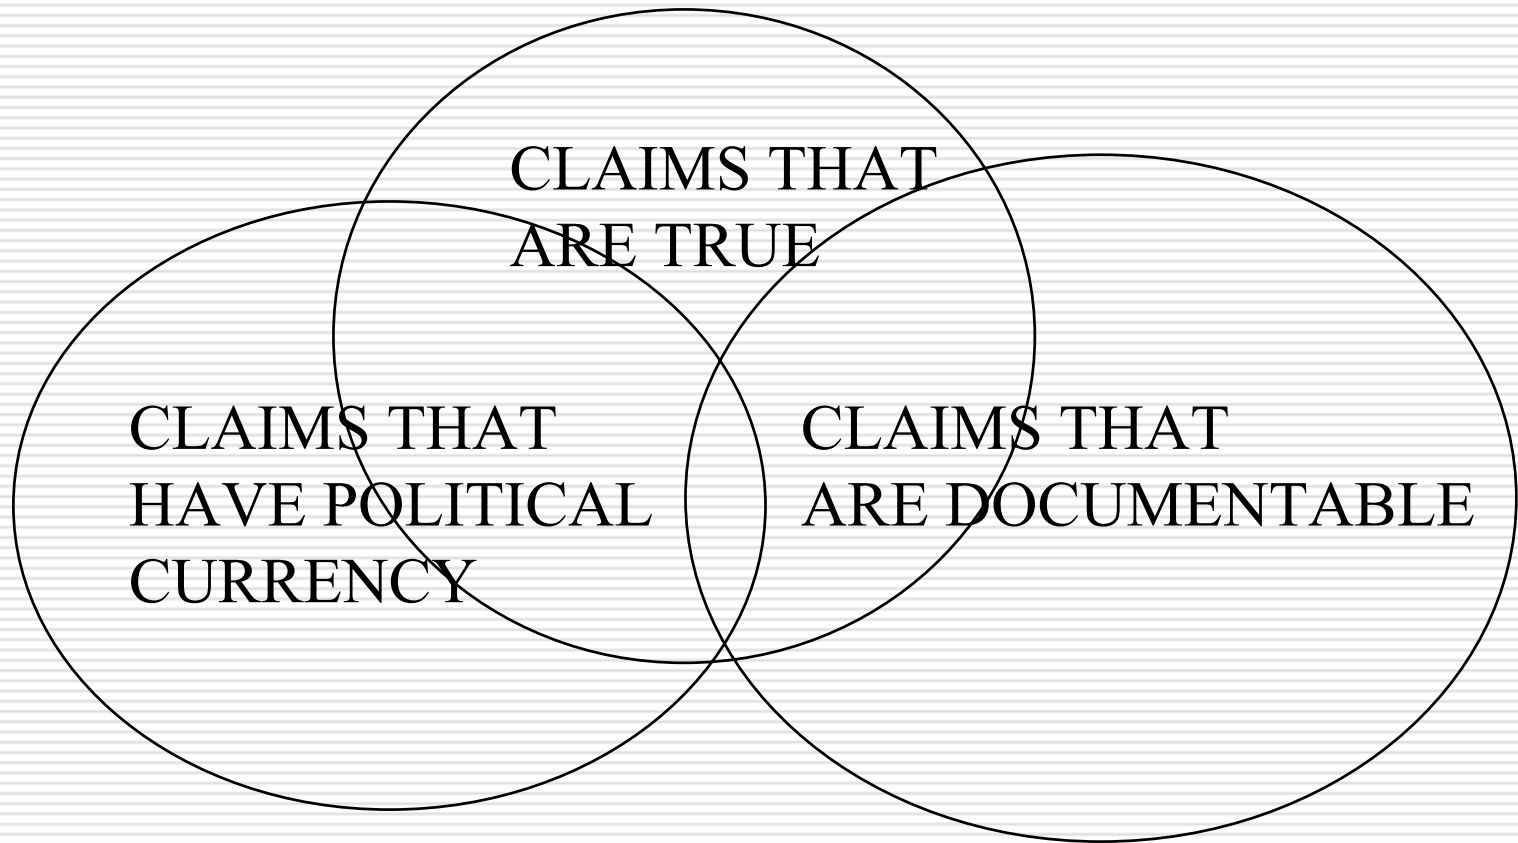 CLAIMS THAT
ARE TRUE
CLAIMS THAT
HAVE POLITICAL
CURRENCY
CLAIMS THAT
ARE DOCUMENTABLE